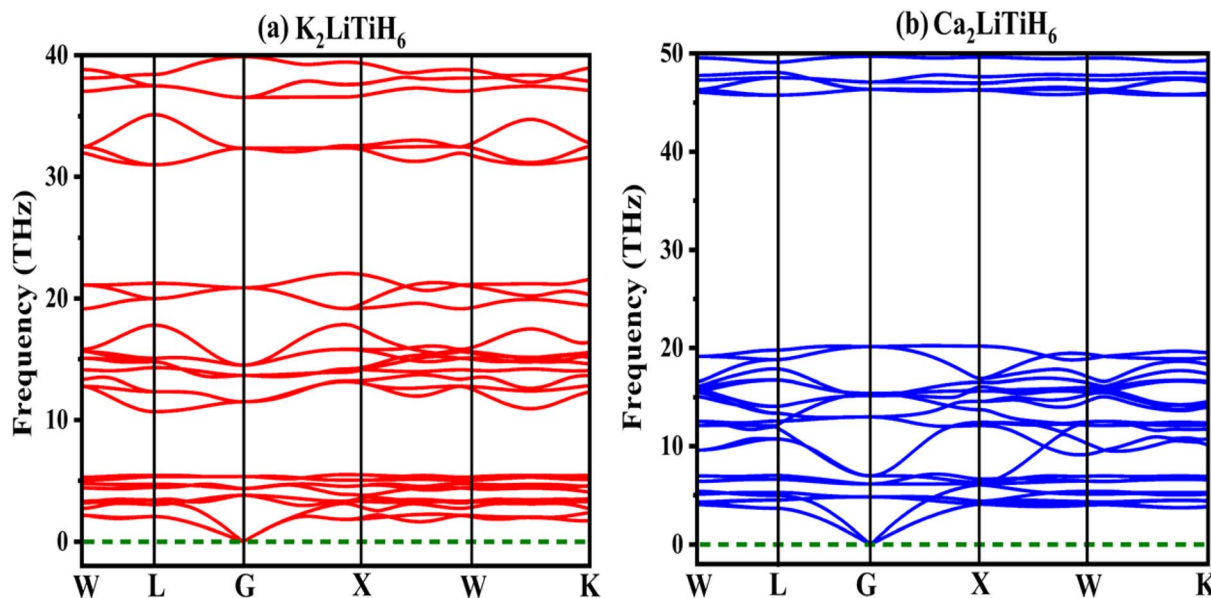 (a) K₂LiTiH₆
Frequency (THz)
40
30
20
10
0
W L G X W K
(b) Ca₂LiTiH₆
Frequency (THz)
50
40
30
20
10
0
W L G X W K